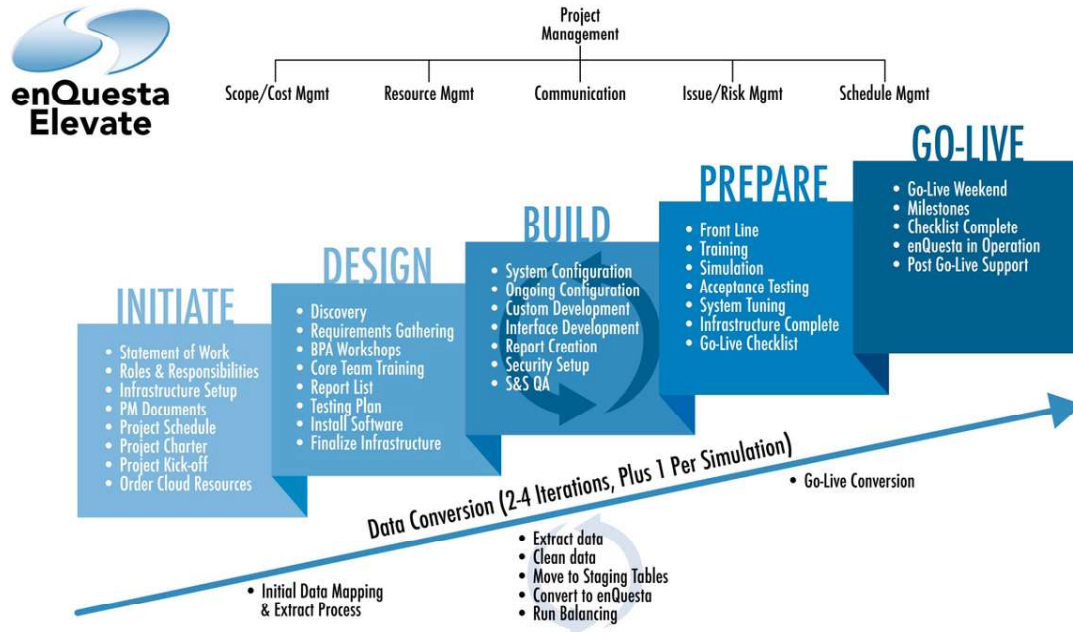 enQuesta
Elevate
Project
Management
Scope/Cost Mgmt
Resource Mgmt
Communication
Issue/Risk Mgmt
Schedule Mgmt
INITIATE
• Statement of Work
• Roles & Responsibilities
• Infrastructure Setup
• PM Documents
• Project Schedule
• Project Charter
• Project Kick-off
• Order Cloud Resources
DESIGN
• Discovery
• Requirements Gathering
• BPA Workshops
• Core Team Training
• Report List
• Testing Plan
• Install Software
• Finalize Infrastructure
BUILD
• System Configuration
• Ongoing Configuration
• Custom Development
• Interface Development
• Report Creation
• Security Setup
• S&S QA
PREPARE
• Front Line
• Training
• Simulation
• Acceptance Testing
• System Tuning
• Infrastructure Complete
• Go-Live Checklist
GO-LIVE
• Go-Live Weekend
• Milestones
• Checklist Complete
• enQuesta in Operation
• Post Go-Live Support
Data Conversion (2-4 Iterations, Plus 1 Per Simulation)
• Initial Data Mapping
& Extract Process
• Extract data
• Clean data
• Move to Staging Tables
• Convert to enQuesta
• Run Balancing
• Go-Live Conversion